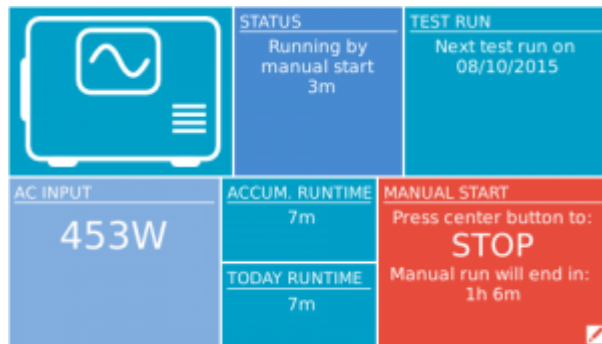 STATUS
Running by
manual start
3m
TEST RUN
Next test run on
08/10/2015
AC INPUT
453W
ACCUM. RUNTIME
7m
TODAY RUNTIME
7m
MANUAL START
Press center button to:
STOP
Manual run will end in:
1h 6m